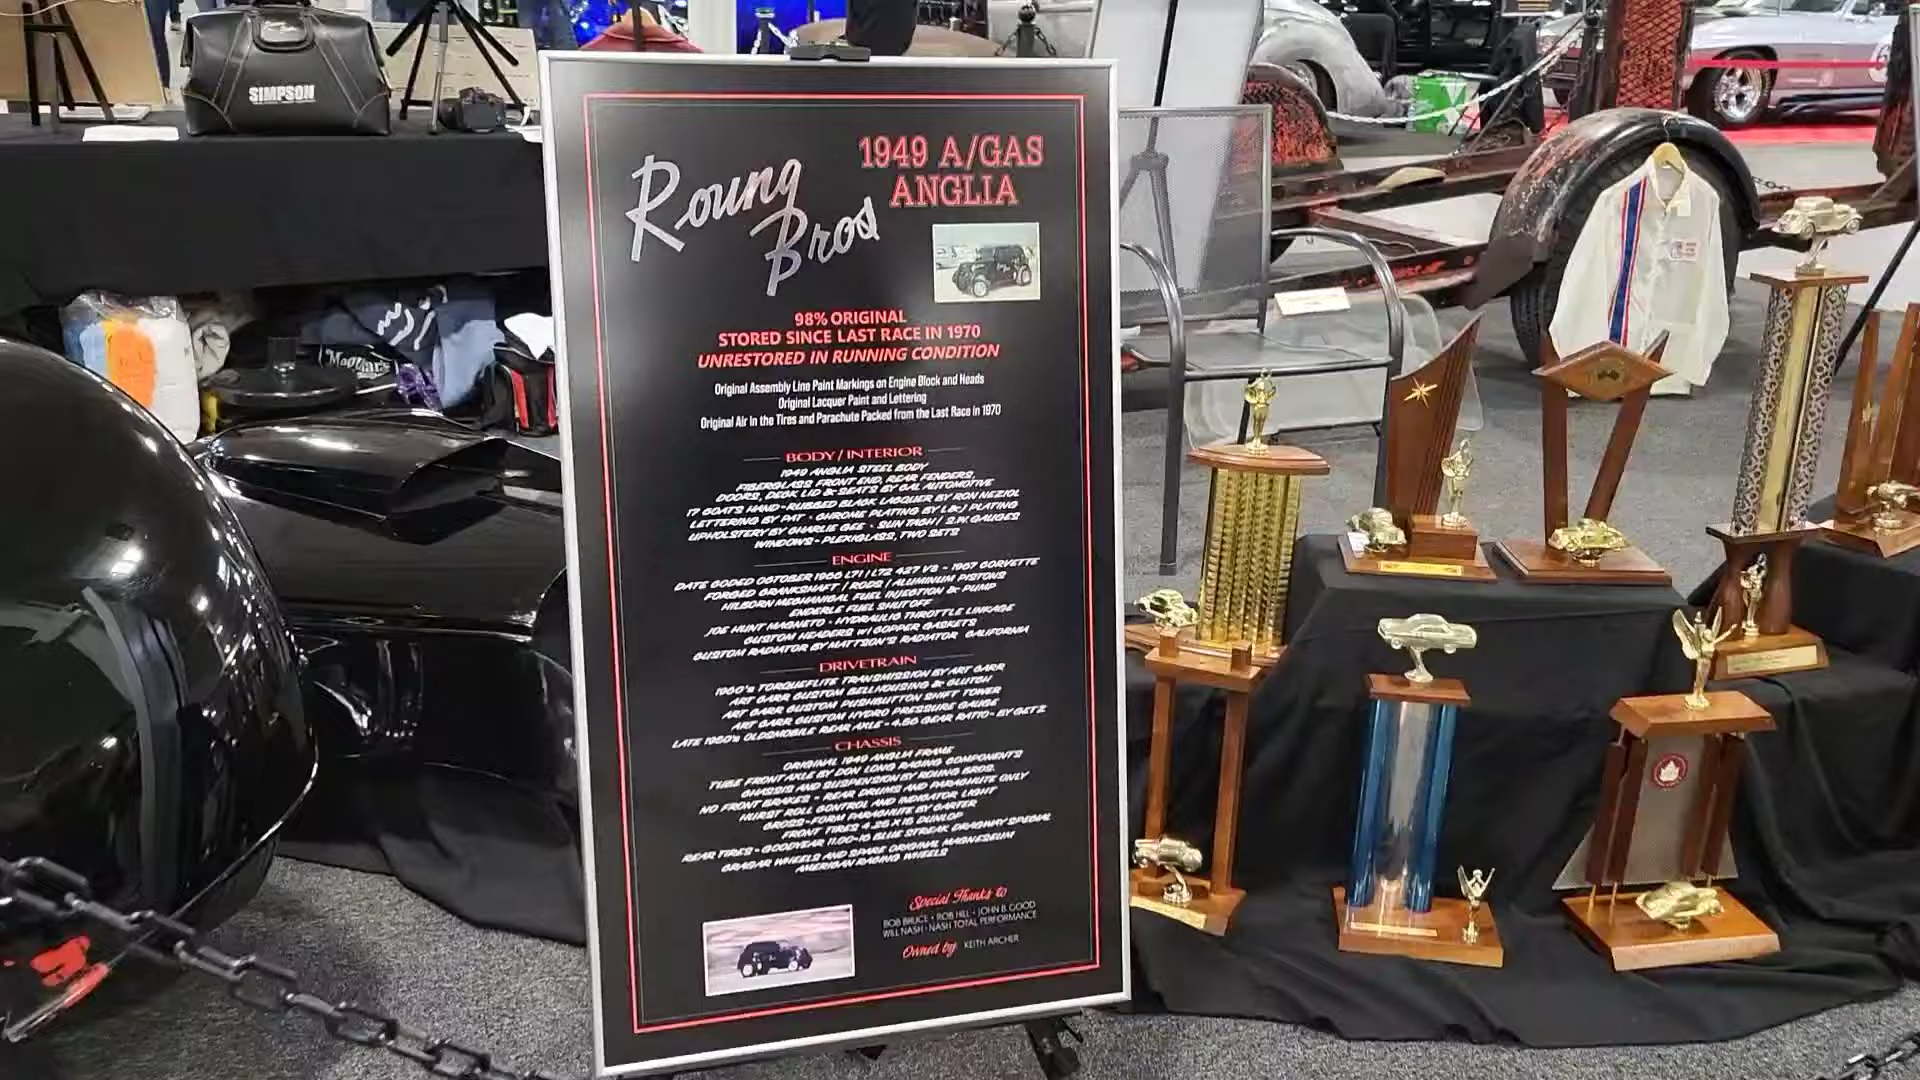 SIMPSON
Roung
Bros
1949 A/GAS
ANGLIA
98% ORIGINAL
STORED SINCE LAST RACE IN 1970
UNRESTORED IN RUNNING CONDITION
Original Assembly Line Paint Markings on Engine Block and Heads
Original Lacquer Paint and Lettering
Original Air in the Tires and Parachute Packed from the Last Race in 1970
BODY / INTERIOR
1949 ANGLIA STEEL BODY
FIBERGLASS FRONT END, REAR FENDERS,
DOORS, DECK LID & SEATS BY CAL AUTOMOTIVE
17 COATS HAND-RUBBED BLACK LACQUER BY RON NEZIOL
LETTERING BY PAT • CHROME PLATING BY L&J PLATING
UPHOLSTERY BY CHARLIE GEE • SUN TACH / S.W. GAUGES
WINDOWS - PLEXIGLASS, TWO SETS
ENGINE
DATE CODED OCTOBER 1966 L71 / L72 427 V8 - 1967 CORVETTE
FORGED CRANKSHAFT / RODS / ALUMINUM PISTONS
HILBORN MECHANICAL FUEL INJECTION & PUMP
ENDERLE FUEL SHUTOFF
JOE HUNT MAGNETO - HYDRAULIC THROTTLE LINKAGE
CUSTOM HEADERS W/ COPPER GASKETS
CUSTOM RADIATOR BY MATTSON'S RADIATOR CALIFORNIA
DRIVETRAIN
1960's TORQUEFLITE TRANSMISSION BY ART CARR
ART CARR CUSTOM BELLHOUSING & CLUTCH
ART CARR CUSTOM PUSHBUTTON SHIFT TOWER
ART CARR CUSTOM HYDRO PRESSURE GAUGE
LATE 1950's OLDSMOBILE REAR AXLE - 4.56 GEAR RATIO - BY GETZ
CHASSIS
ORIGINAL 1949 ANGLIA FRAME
TUBE FRONT AXLE BY DON LONG RACING COMPONENTS
CHASSIS AND SUSPENSION BY ROUNG BROS.
NO FRONT BRAKES - REAR DRUMS AND PARACHUTE ONLY
HURST ROLL CONTROL AND INDICATOR LIGHT
CROSS-FORM PARACHUTE BY CARTER
FRONT TIRES 4.25 X 15 DUNLOP
REAR TIRES - GOODYEAR 11.00-16 BLUE STREAK DRAGWAY SPECIAL
CRAGAR WHEELS AND SPARE ORIGINAL MAGNESEUM
AMERICAN RACING WHEELS
Special Thanks to
BOB BRUCE • ROB HILL • JOHN B. GOOD
WILL NASH - NASH TOTAL PERFORMANCE
Owned by KEITH ARCHER
Meguiar's